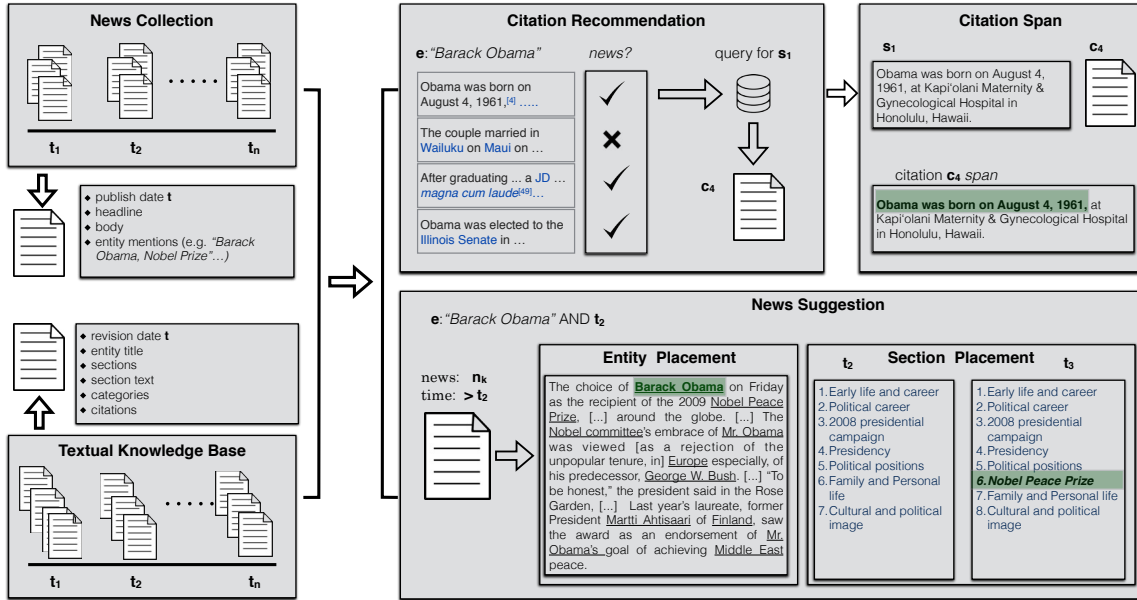 News Collection
t1
t2
.....
tn
◆ publish date t
◆ headline
◆ body
◆ entity mentions (e.g. “Barack
Obama, Nobel Prize”…)
◆ revision date t
◆ entity title
◆ sections
◆ section text
◆ categories
◆ citations
Textual Knowledge Base
.....
t1
t2
tn
Citation Recommendation
e:“Barack Obama”
news?
query for s1
Obama was born on
August 4, 1961,[4] …..
The couple married in
Wailuku on Maui on …
After graduating ... a JD …
magna cum laude[49]…
Obama was elected to the
Illinois Senate in …
c4
Citation Span
s1
c4
Obama was born on August 4,
1961, at Kapiʻolani Maternity &
Gynecological Hospital in
Honolulu, Hawaii.
citation c4 span
Obama was born on August 4, 1961, at
Kapiʻolani Maternity & Gynecological Hospital
in Honolulu, Hawaii.
News Suggestion
e:“Barack Obama” AND t2
news: nk
time: > t2
Entity Placement
The choice of Barack Obama on Friday
as the recipient of the 2009 Nobel Peace
Prize, [...] around the globe. [...] The
Nobel committee's embrace of Mr. Obama
was viewed [as a rejection of the
unpopular tenure, in] Europe especially, of
his predecessor, George W. Bush. [...] “To
be honest,” the president said in the Rose
Garden, [...] Last year's laureate, former
President Martti Ahtisaari of Finland, saw
the award as an endorsement of Mr.
Obama's goal of achieving Middle East
peace.
Section Placement
t2
t3
1.Early life and career
2.Political career
3.2008 presidential
campaign
4.Presidency
5.Political positions
6.Family and Personal
life
7.Cultural and political
image
1.Early life and career
2.Political career
3.2008 presidential
campaign
4.Presidency
5.Political positions
6.Nobel Peace Prize
7.Family and Personal life
8.Cultural and political
image